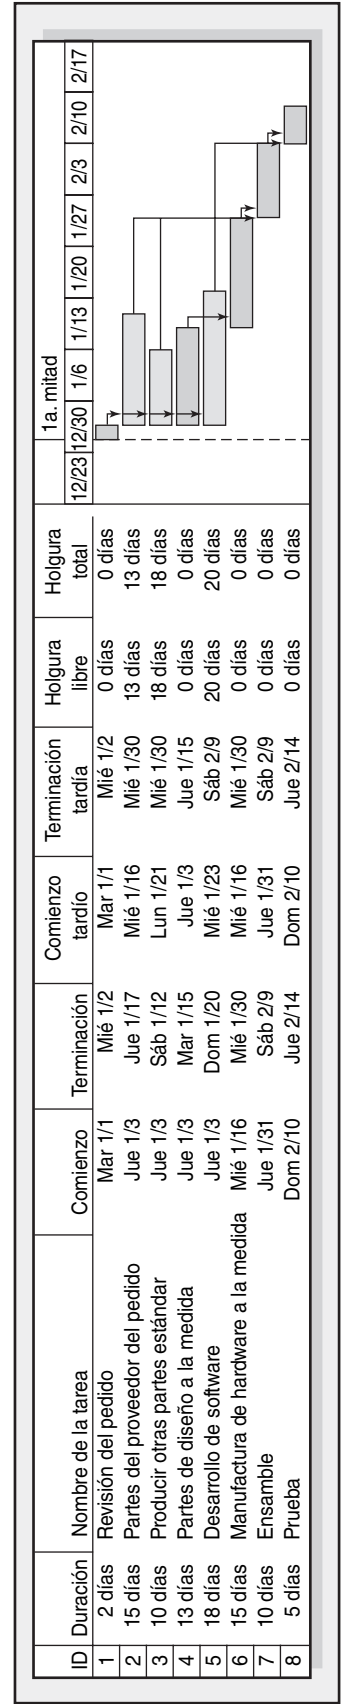 ID Duración Nombre de la tarea Comienzo Terminación Comienzo tardío Terminación tardía Holgura libre Holgura total 1a. mitad
12/23 12/30 1/6 1/13 1/20 1/27 2/3 2/10 2/17
1 2 días Revisión del pedido Mar 1/1 Mié 1/2 Mar 1/1 Mié 1/2 0 días 0 días
2 15 días Partes del proveedor del pedido Jue 1/3 Jue 1/17 Mié 1/16 Mié 1/30 13 días 13 días
3 10 días Producir otras partes estándar Jue 1/3 Sáb 1/12 Lun 1/21 Mié 1/30 18 días 18 días
4 13 días Partes de diseño a la medida Jue 1/3 Mar 1/15 Jue 1/3 Jue 1/15 0 días 0 días
5 18 días Desarrollo de software Jue 1/3 Dom 1/20 Mié 1/23 Sáb 2/9 20 días 20 días
6 15 días Manufactura de hardware a la medida Mié 1/16 Mié 1/30 Mié 1/16 Mié 1/30 0 días 0 días
7 10 días Ensamble Jue 1/31 Sáb 2/9 Jue 1/31 Sáb 2/9 0 días 0 días
8 5 días Prueba Dom 2/10 Jue 2/14 Dom 2/10 Jue 2/14 0 días 0 días